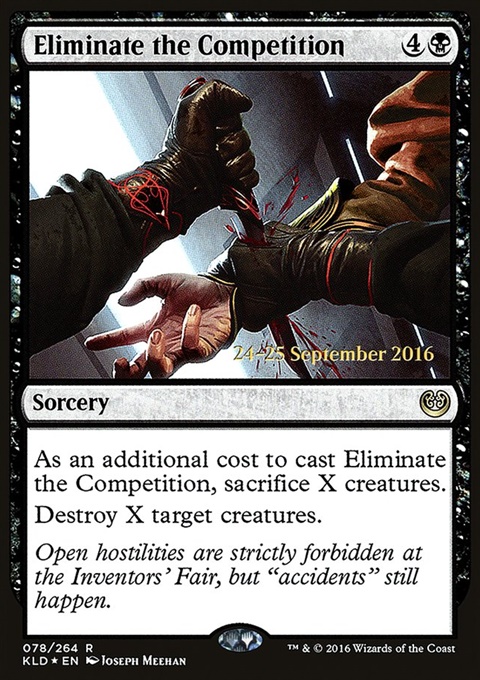 Eliminate the Competition 4
24-25 September 2016
Sorcery
As an additional cost to cast Eliminate
the Competition, sacrifice X creatures.
Destroy X target creatures.
Open hostilities are strictly forbidden at
the Inventors’ Fair, but “accidents” still
happen.
078/264 R
KLD ★ EN Joseph Meehan
™ & © 2016 Wizards of the Coast